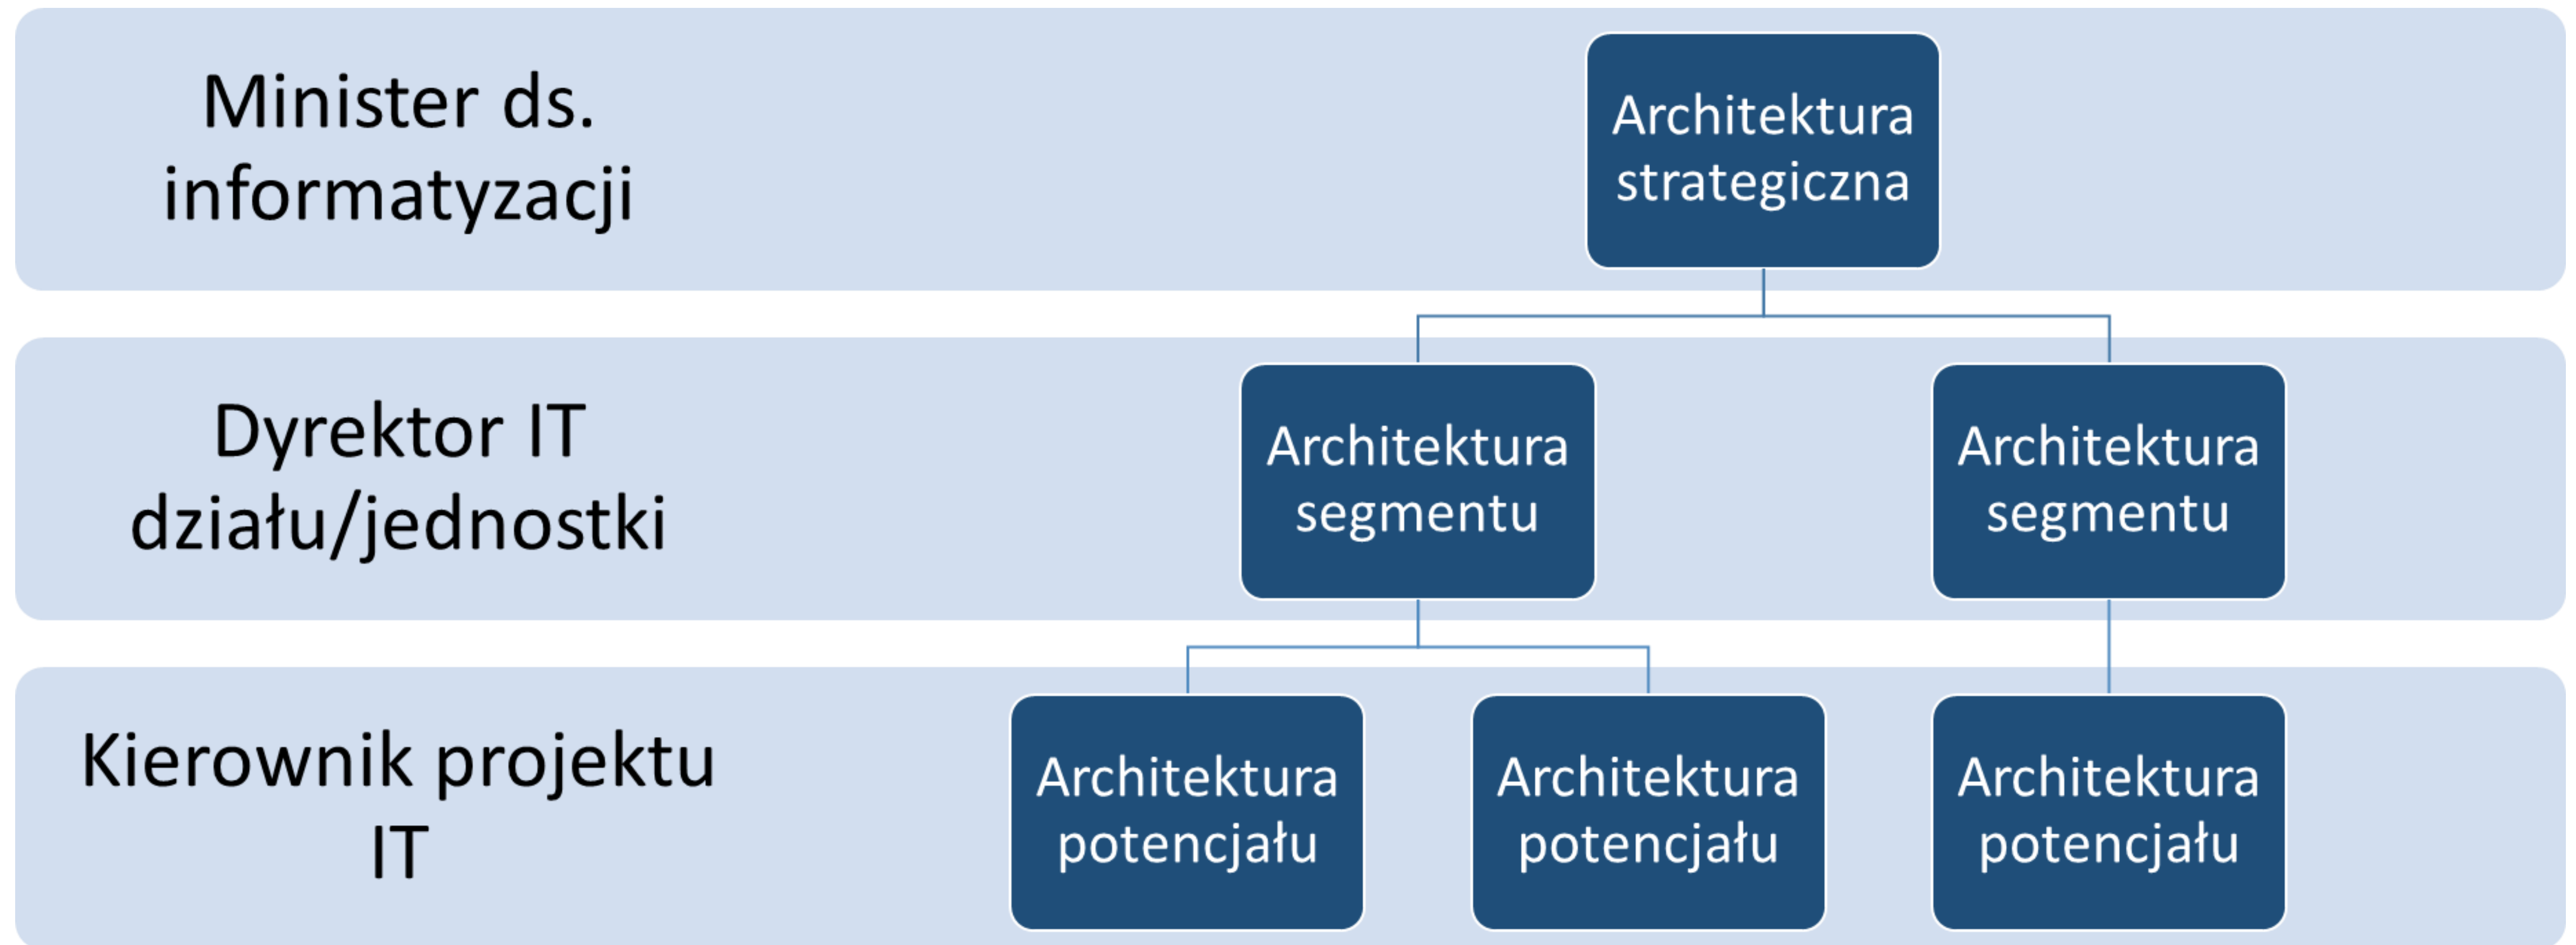 Minister ds.
informatyzacji
Architektura
strategiczna
Dyrektor IT
działu/jednostki
Architektura
segmentu
Architektura
segmentu
Kierownik projektu
IT
Architektura
potencjału
Architektura
potencjału
Architektura
potencjału